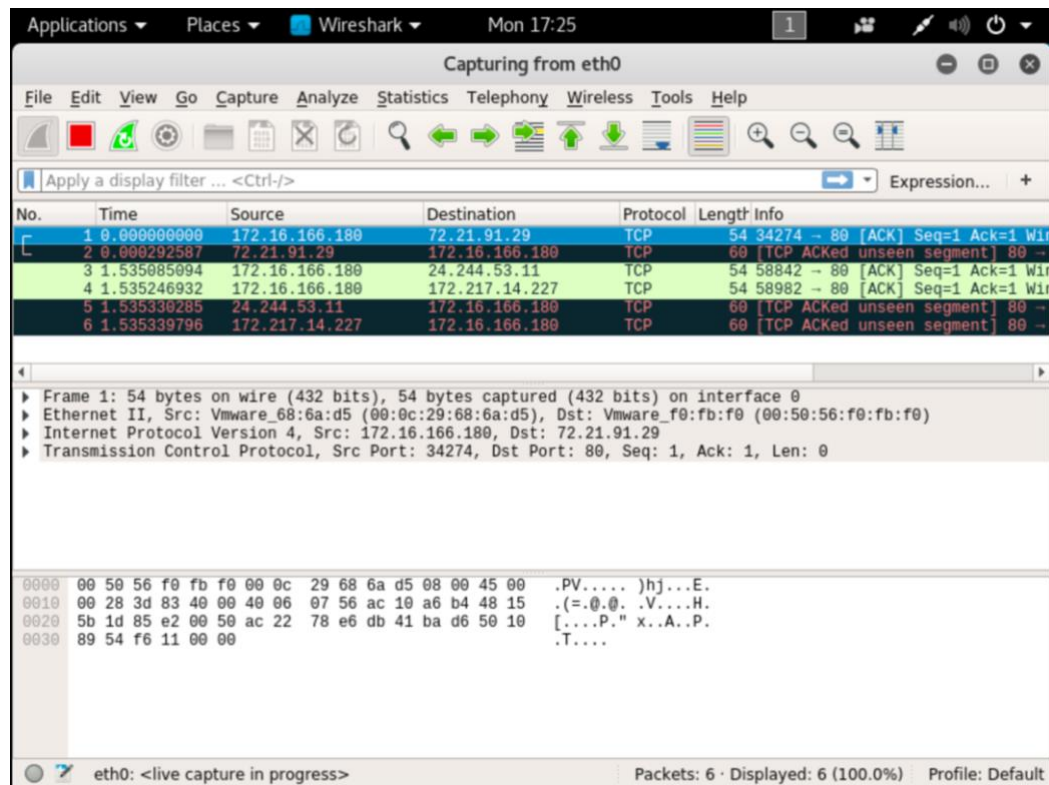 Applications Places Wireshark Mon 17:25 1
Capturing from eth0
File Edit View Go Capture Analyze Statistics Telephony Wireless Tools Help
Apply a display filter ... <Ctrl-/> Expression... +
No. Time Source Destination Protocol Length Info
1 0.000000000 172.16.166.180 72.21.91.29 TCP 54 34274 → 80 [ACK] Seq=1 Ack=1 Win
2 0.000292587 72.21.91.29 172.16.166.180 TCP 60 [TCP ACKed unseen segment] 80 →
3 1.535085094 172.16.166.180 24.244.53.11 TCP 54 58842 → 80 [ACK] Seq=1 Ack=1 Win
4 1.535246932 172.16.166.180 172.217.14.227 TCP 54 58982 → 80 [ACK] Seq=1 Ack=1 Win
5 1.535330285 24.244.53.11 172.16.166.180 TCP 60 [TCP ACKed unseen segment] 80 →
6 1.535339796 172.217.14.227 172.16.166.180 TCP 60 [TCP ACKed unseen segment] 80 →
Frame 1: 54 bytes on wire (432 bits), 54 bytes captured (432 bits) on interface 0
Ethernet II, Src: Vmware_68:6a:d5 (00:0c:29:68:6a:d5), Dst: Vmware_f0:fb:f0 (00:50:56:f0:fb:f0)
Internet Protocol Version 4, Src: 172.16.166.180, Dst: 72.21.91.29
Transmission Control Protocol, Src Port: 34274, Dst Port: 80, Seq: 1, Ack: 1, Len: 0
0000 00 50 56 f0 fb f0 00 0c 29 68 6a d5 08 00 45 00 .PV..... )hj...E.
0010 00 28 3d 83 40 00 40 06 07 56 ac 10 a6 b4 48 15 .(=.@.@. .V....H.
0020 5b 1d 85 e2 00 50 ac 22 78 e6 db 41 ba d6 50 10 [....P." x..A..P.
0030 89 54 f6 11 00 00 .T....
eth0: <live capture in progress> Packets: 6 · Displayed: 6 (100.0%) Profile: Default